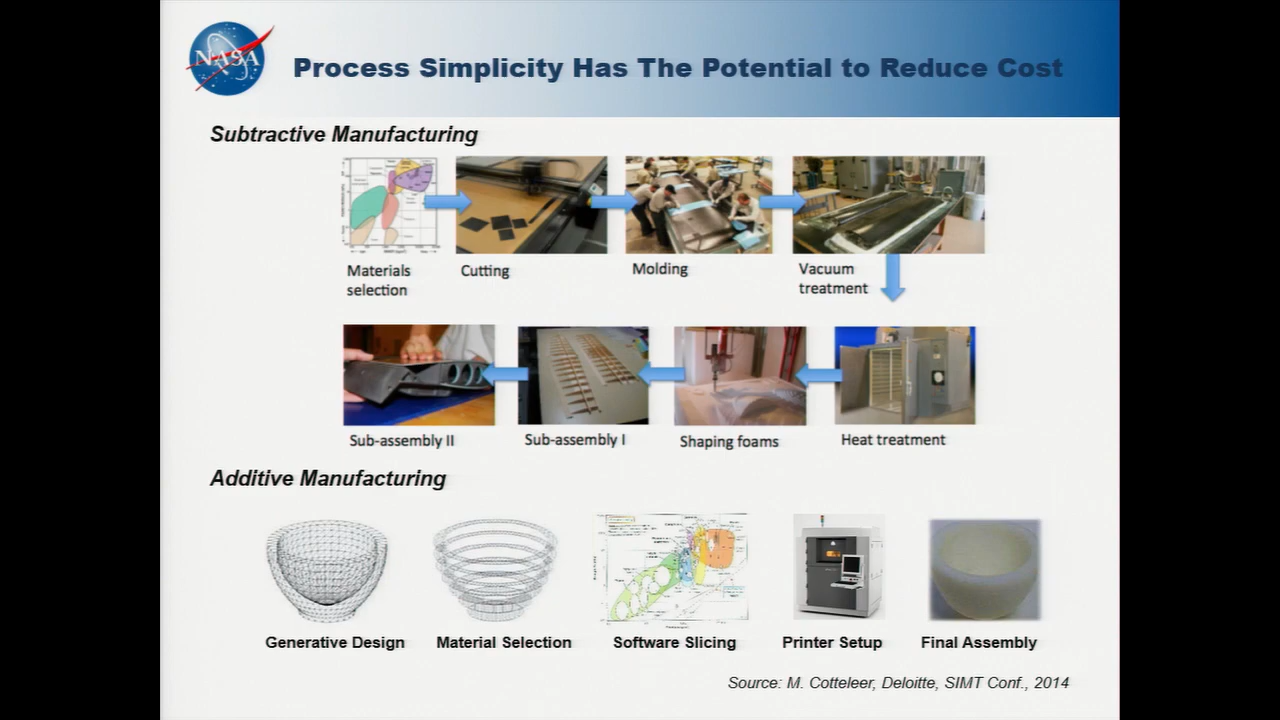 NASA
Process Simplicity Has The Potential to Reduce Cost
Subtractive Manufacturing
Materials
selection
Cutting
Molding
Vacuum
treatment
Sub-assembly II
Sub-assembly I
Shaping foams
Heat treatment
Additive Manufacturing
Generative Design
Material Selection
Software Slicing
Printer Setup
Final Assembly
Source: M. Cotteleer, Deloitte, SIMT Conf., 2014